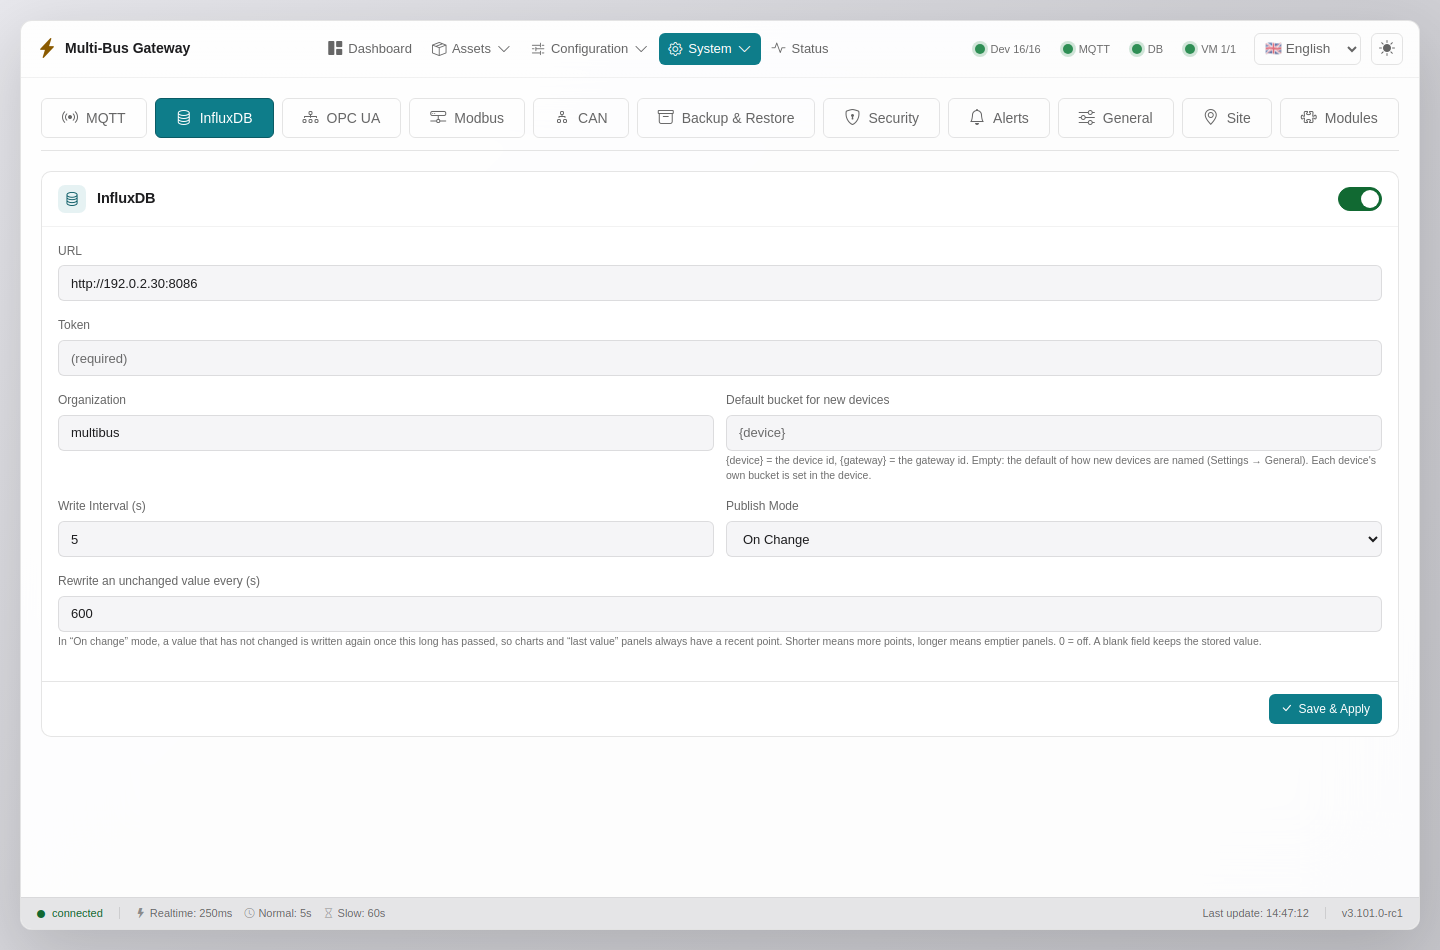 Multi-Bus Gateway
Dashboard
Assets
Configuration
System
Status
Dev 16/16
MQTT
DB
VM 1/1
🇬🇧 English
MQTT
InfluxDB
OPC UA
Modbus
CAN
Backup & Restore
Security
Alerts
General
Site
Modules
InfluxDB
URL
http://192.0.2.30:8086
Token
(required)
Organization
Default bucket for new devices
multibus
{device}
{device} = the device id, {gateway} = the gateway id. Empty: the default of how new devices are named (Settings → General). Each device's
own bucket is set in the device.
Write Interval (s)
Publish Mode
5
On Change
Rewrite an unchanged value every (s)
600
In “On change” mode, a value that has not changed is written again once this long has passed, so charts and “last value” panels always have a recent point. Shorter means more points, longer means emptier panels. 0 = off. A blank field keeps the stored value.
Save & Apply
connected
Realtime: 250ms
Normal: 5s
Slow: 60s
Last update: 14:47:12
v3.101.0-rc1